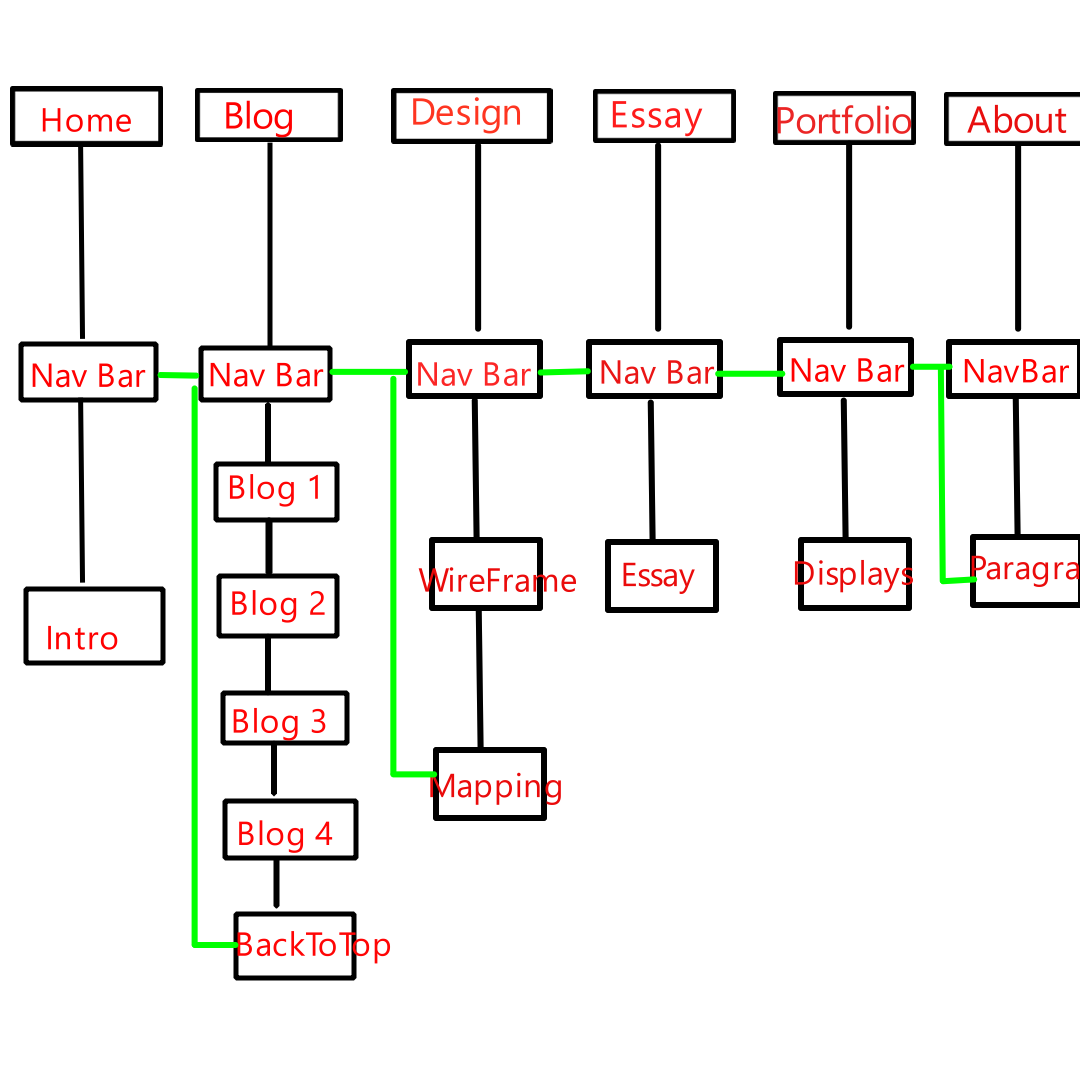 Home
Blog
Design
Essay
Portfolio
About
Nav Bar
Nav Bar
Nav Bar
Nav Bar
Nav Bar
NavBar
Blog 1
Blog 2
Blog 3
Blog 4
BackToTop
WireFrame
Mapping
Essay
Displays
Paragra
Intro